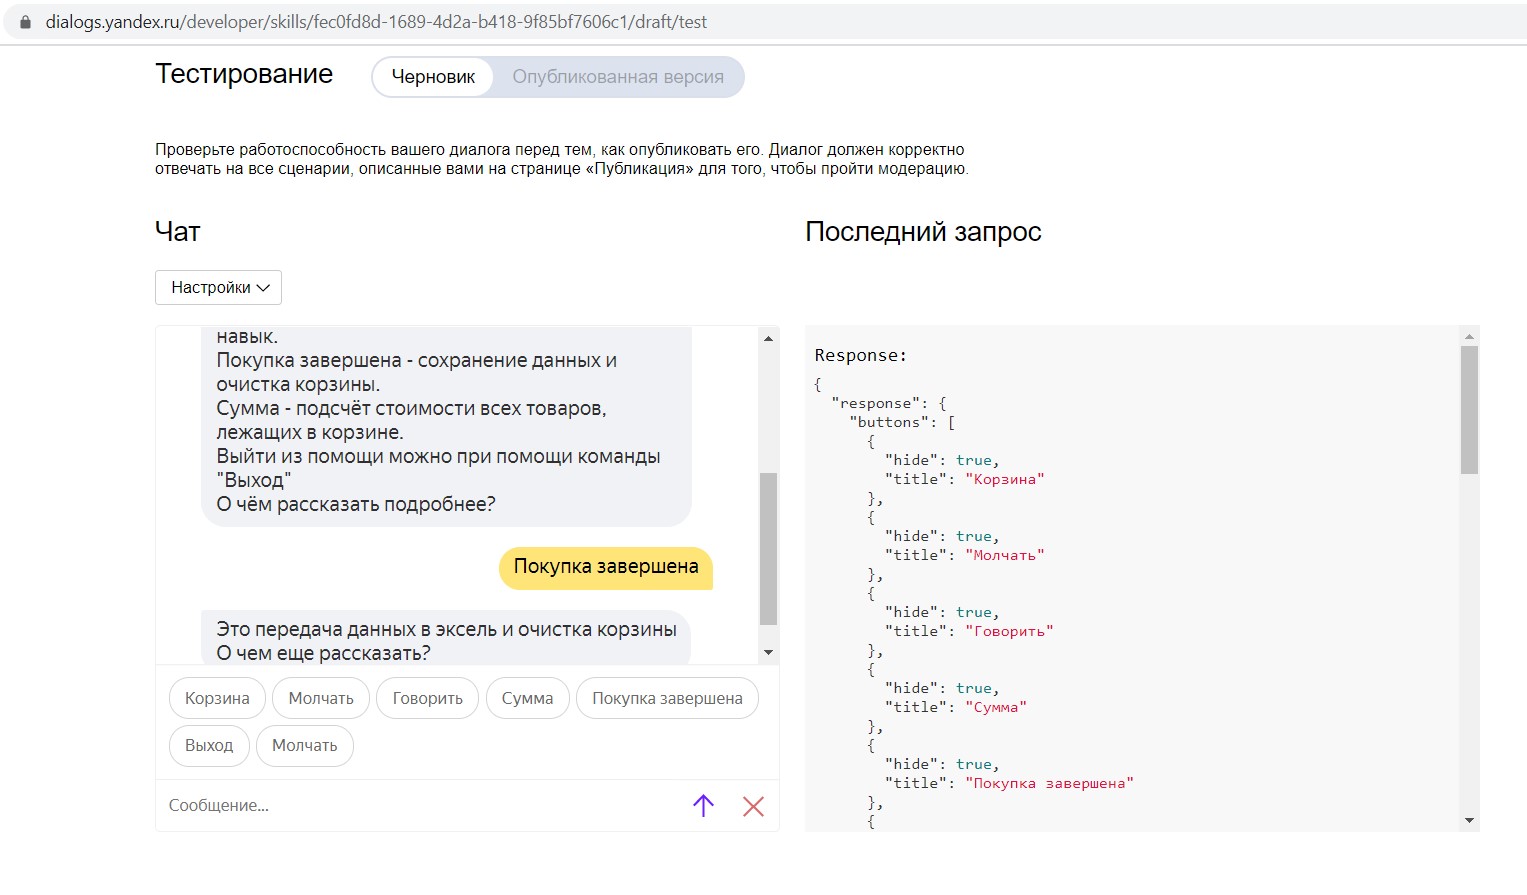 dialogs.yandex.ru/developer/skills/fec0fd8d-1689-4d2a-b418-9f85bf7606c1/draft/test
Тестирование
Черновик
Опубликованная версия
Проверьте работоспособность вашего диалога перед тем, как опубликовать его. Диалог должен корректно
отвечать на все сценарии, описанные вами на странице «Публикация» для того, чтобы пройти модерацию.
Чат
Настройки
навык.
Покупка завершена - сохранение данных и
очистка корзины.
Сумма - подсчёт стоимости всех товаров,
лежащих в корзине.
Выйти из помощи можно при помощи команды
"Выход"
О чём рассказать подробнее?
Покупка завершена
Это передача данных в эксель и очистка корзины
О чем еще рассказать?
Корзина
Молчать
Говорить
Сумма
Покупка завершена
Выход
Молчать
Сообщение...
Последний запрос
Response:
{
"response": {
"buttons": [
{
"hide": true,
"title": "Корзина"
},
{
"hide": true,
"title": "Молчать"
},
{
"hide": true,
"title": "Говорить"
},
{
"hide": true,
"title": "Сумма"
},
{
"hide": true,
"title": "Покупка завершена"
},
{